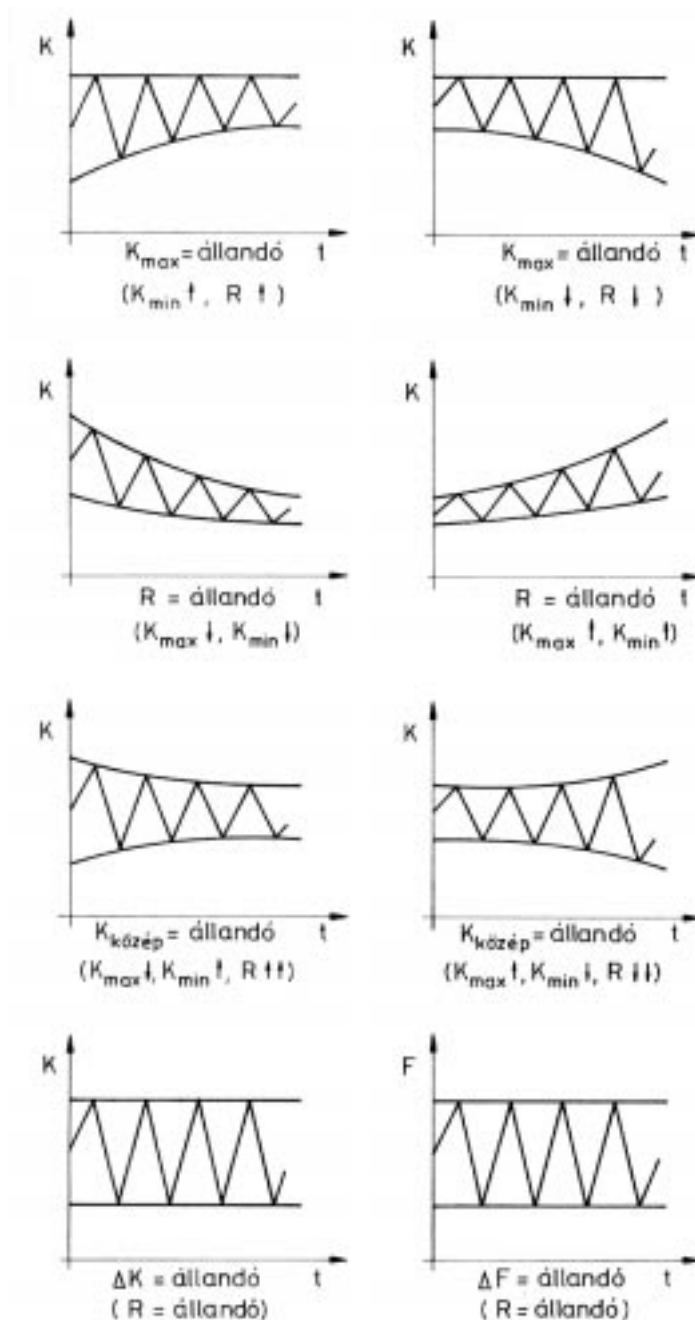 K
K
K_max = állandó t
(K_min ↑, R ↑)
K_max = állandó t
(K_min ↓, R ↓)
K
K
R = állandó t
(K_max ↓, K_min ↓)
R = állandó t
(K_max ↑, K_min ↑)
K
K
K_közép = állandó t
(K_max ↓, K_min ↑, R ↑↑)
K_közép = állandó t
(K_max ↑, K_min ↓, R ↓↓)
K
F
ΔK = állandó t
(R = állandó)
ΔF = állandó t
(R = állandó)